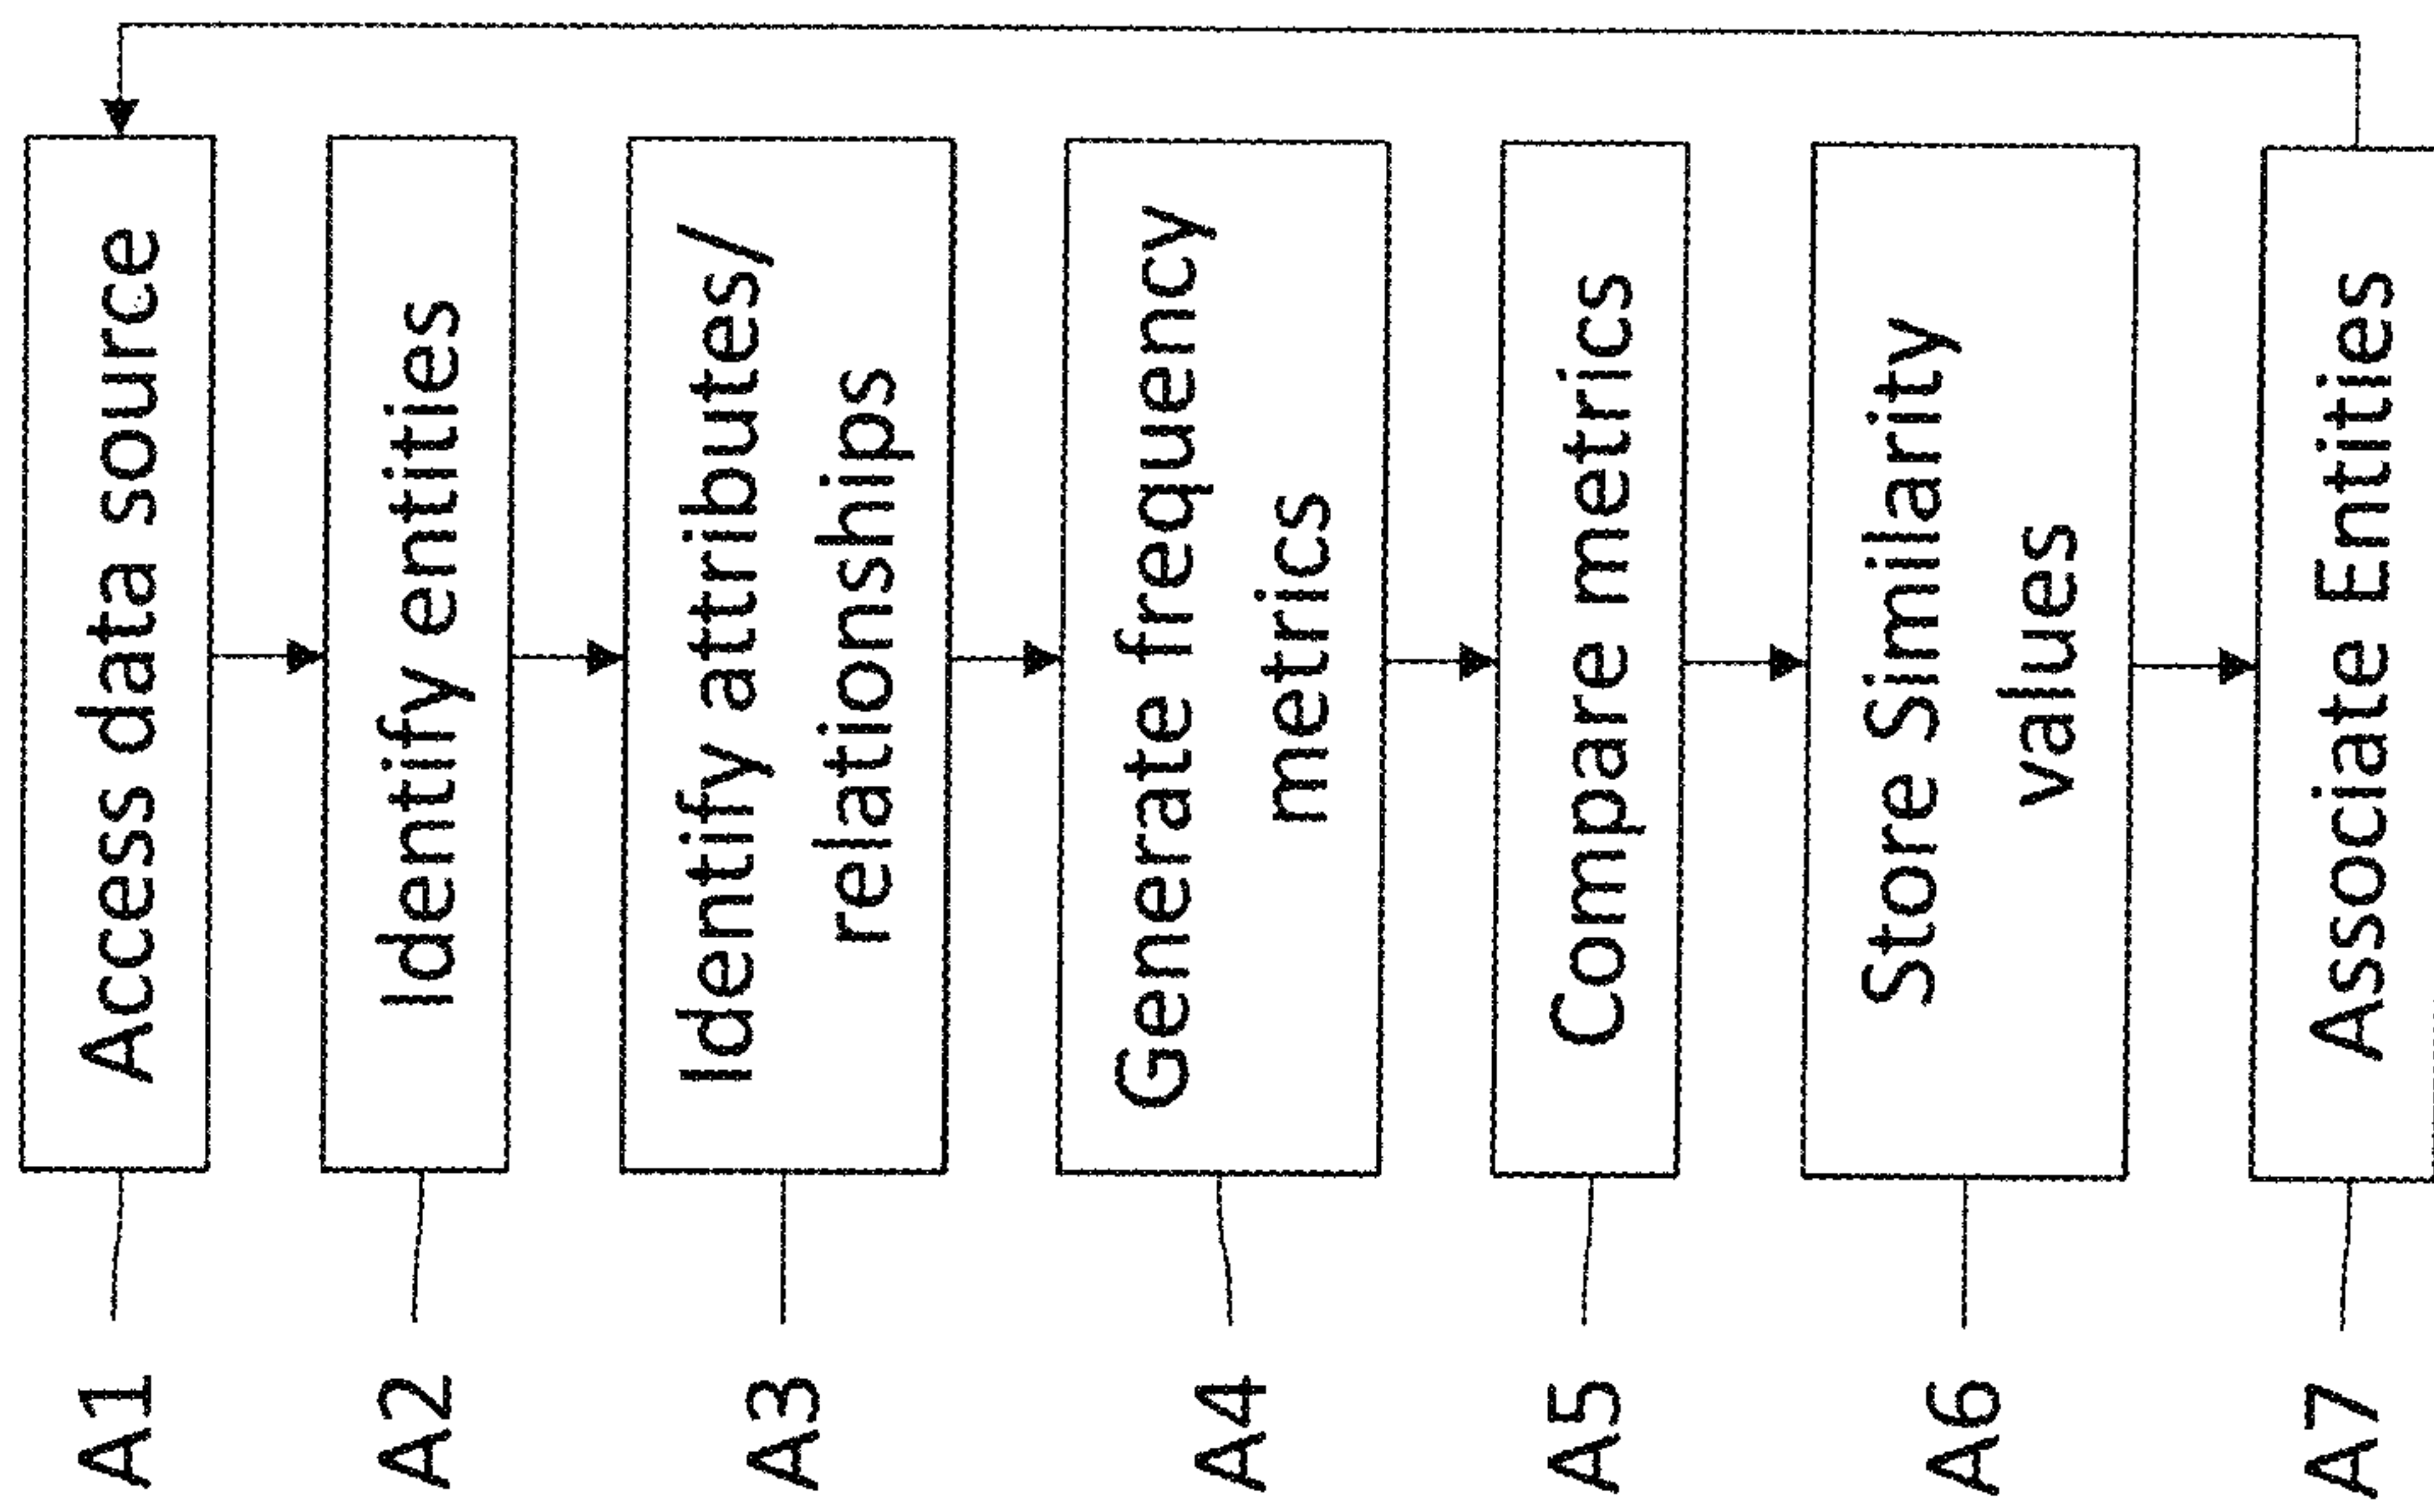 A1
Access data source
A2
Identify entities
A3
Identify attributes/
relationships
A4
Generate frequency
metrics
A5
Compare metrics
A6
Store Similarity
values
A7
Associate Entities